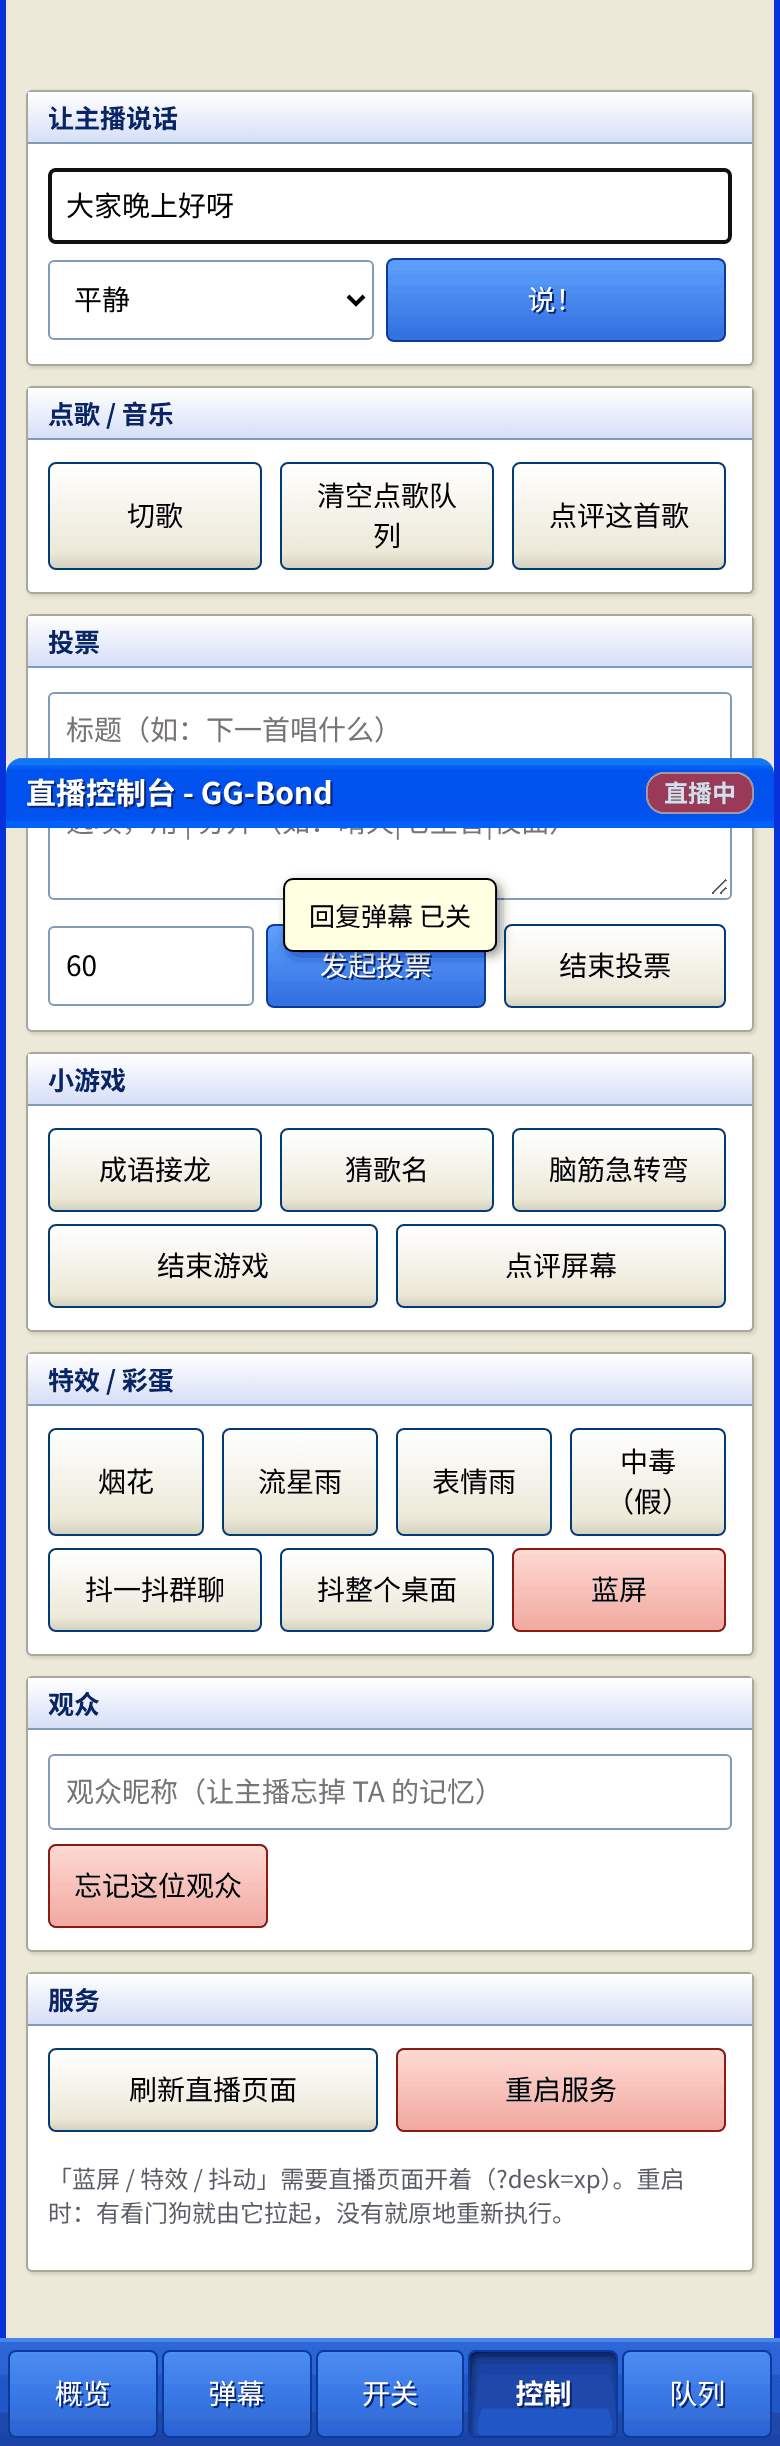 让主播说话
大家晚上好呀
平静
说！
点歌 / 音乐
切歌
清空点歌队
列
点评这首歌
投票
标题（如：下一首唱什么）
直播控制台 - GG-Bond
直播中
回复弹幕 已关
60
发起投票
结束投票
小游戏
成语接龙
猜歌名
脑筋急转弯
结束游戏
点评屏幕
特效 / 彩蛋
烟花
流星雨
表情雨
中毒
（假）
抖一抖群聊
抖整个桌面
蓝屏
观众
观众昵称（让主播忘掉 TA 的记忆）
忘记这位观众
服务
刷新直播页面
重启服务
「蓝屏 / 特效 / 抖动」需要直播页面开着（?desk=xp）。重启
时：有看门狗就由它拉起，没有就原地重新执行。
概览
弹幕
开关
控制
队列